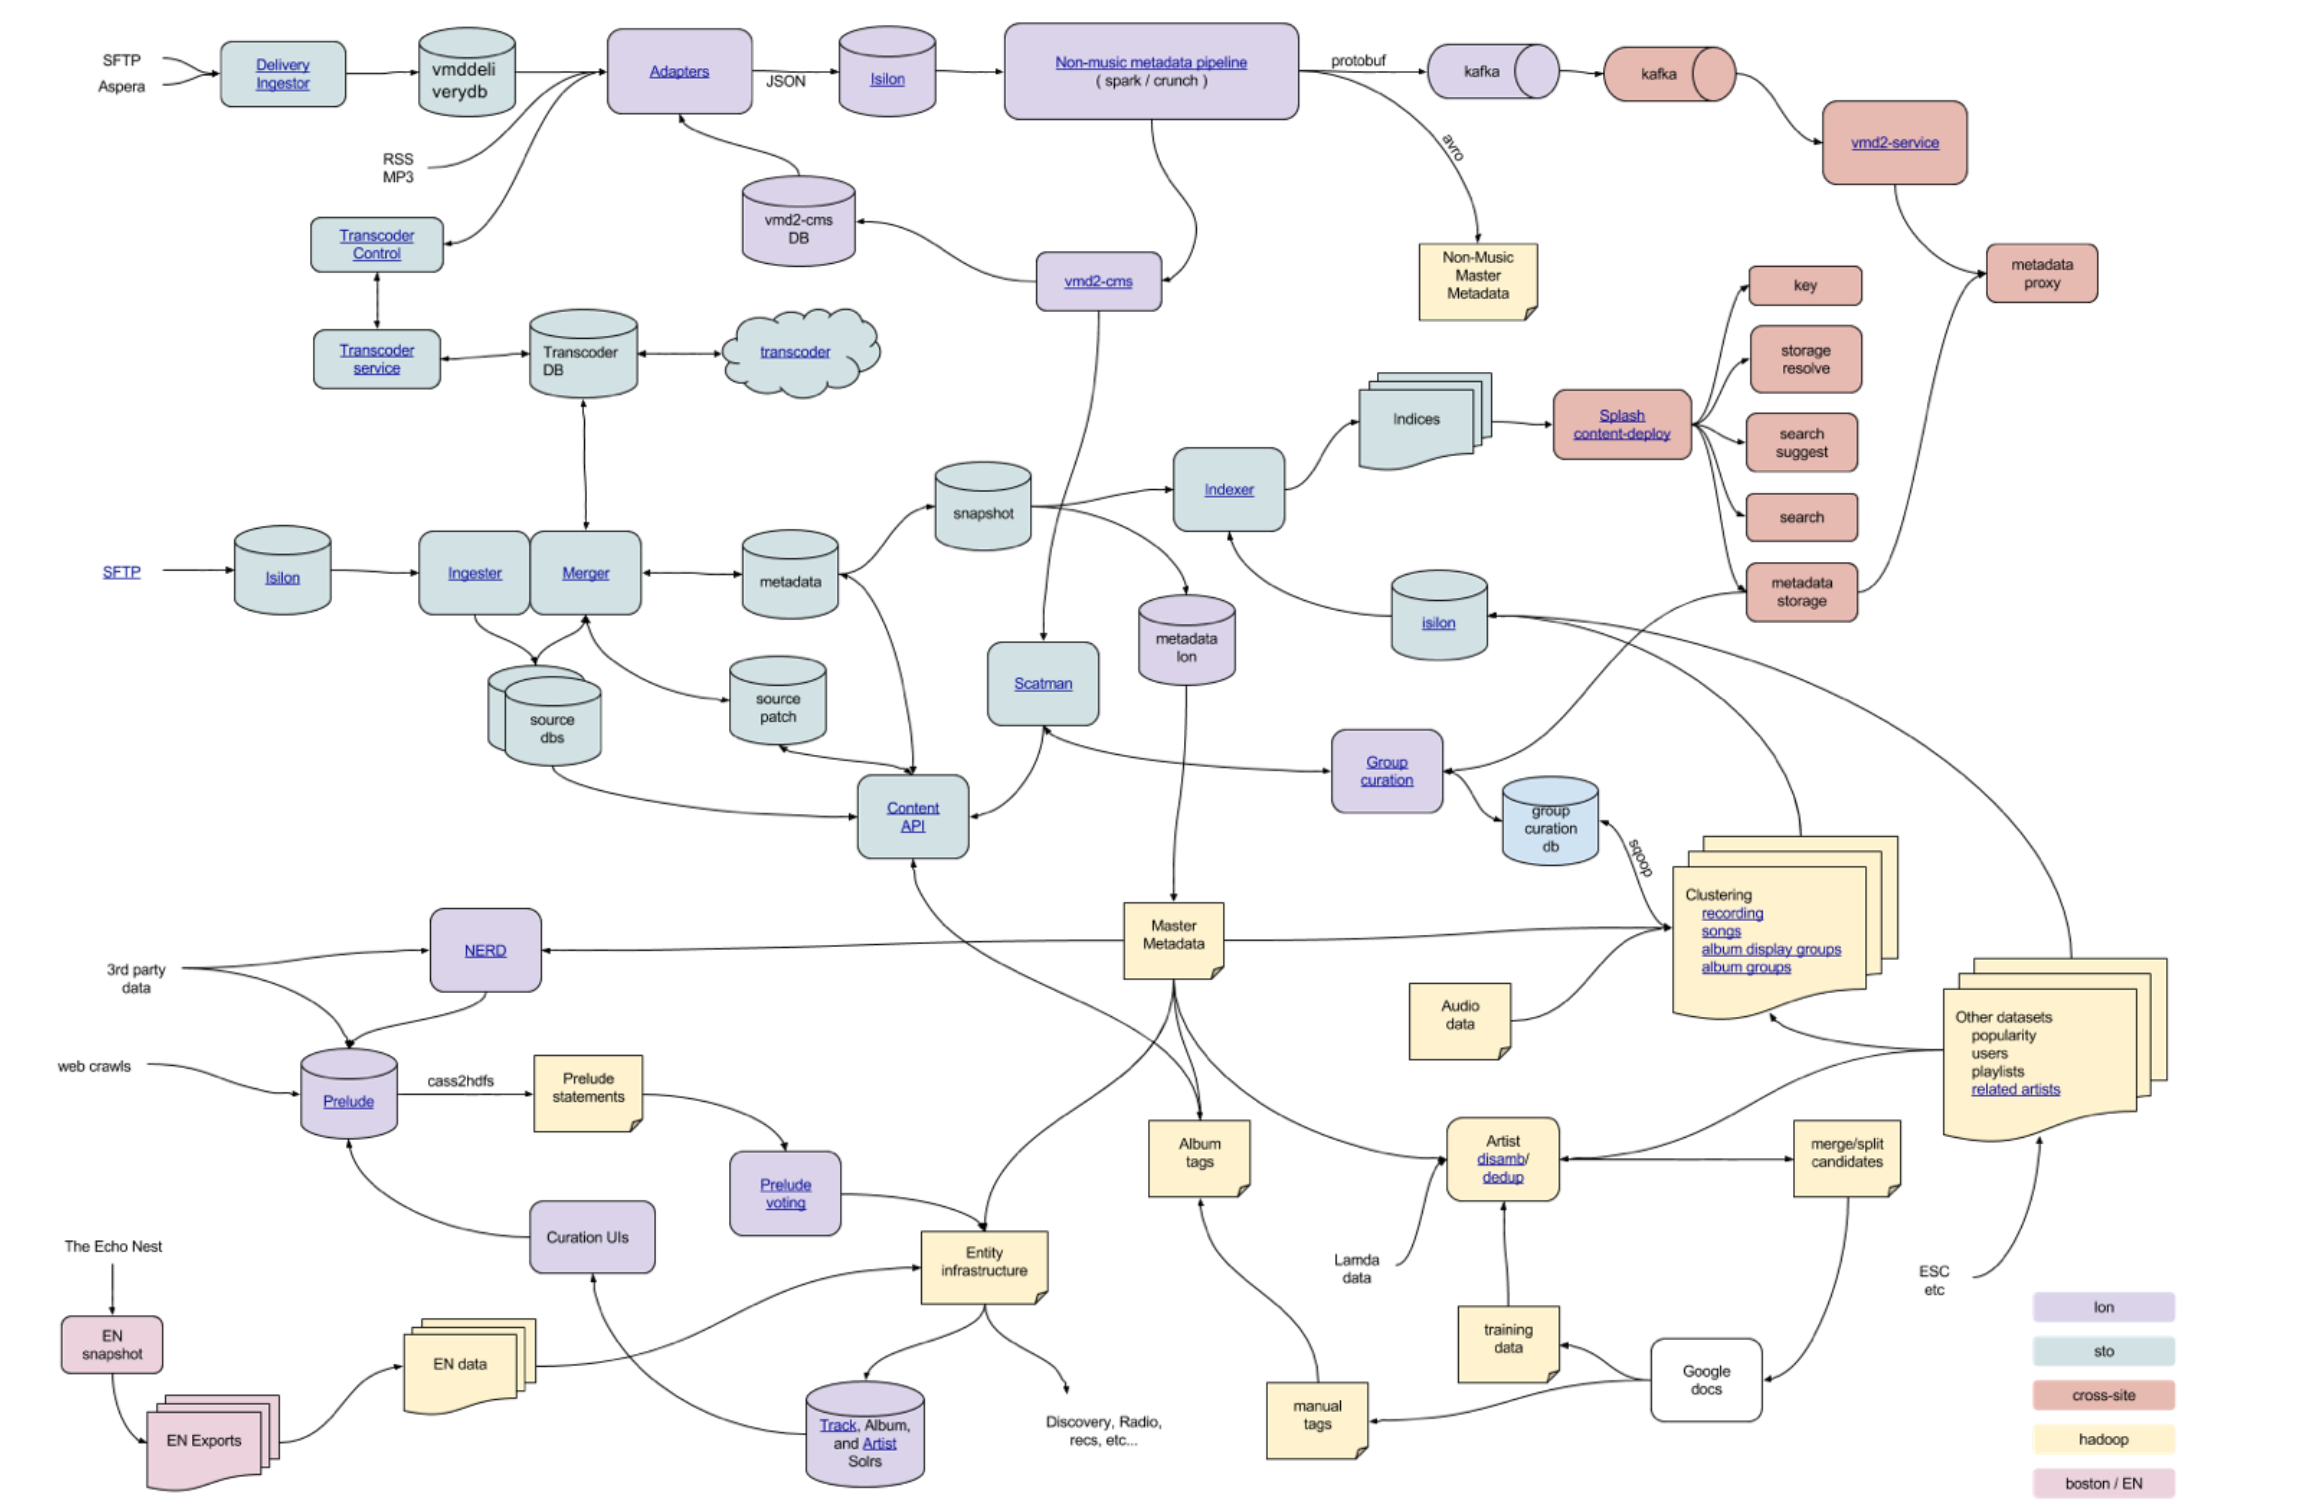 SFTP
Aspera
Delivery
Ingestor
vmddeli
verydb
Adapters
JSON
Isilon
Non-music metadata pipeline
( spark / crunch )
protobuf
kafka
kafka
vmd2-service
RSS
MP3
avro
Transcoder
Control
vmd2-cms
DB
vmd2-cms
Non-Music
Master
Metadata
metadata
proxy
key
Transcoder
service
Transcoder
DB
transcoder
storage
resolve
Indices
Splash
content-deploy
search
suggest
snapshot
Indexer
search
SFTP
Isilon
Ingester
Merger
metadata
metadata
storage
isilon
metadata
lon
Scatman
source
dbs
source
patch
Group
curation
Content
API
group
curation
db
sqoop
Clustering
recording
songs
album display groups
album groups
Master
Metadata
NERD
3rd party
data
Audio
data
Other datasets
popularity
users
playlists
related artists
web crawls
Prelude
cass2hdfs
Prelude
statements
Album
tags
Artist
disamb/
dedup
merge/split
candidates
Prelude
voting
Curation UIs
The Echo Nest
Entity
infrastructure
Lamda
data
ESC
etc
EN
snapshot
EN data
training
data
Google
docs
manual
tags
EN Exports
Track, Album,
and Artist
Solrs
Discovery, Radio,
recs, etc...
lon
sto
cross-site
hadoop
boston / EN